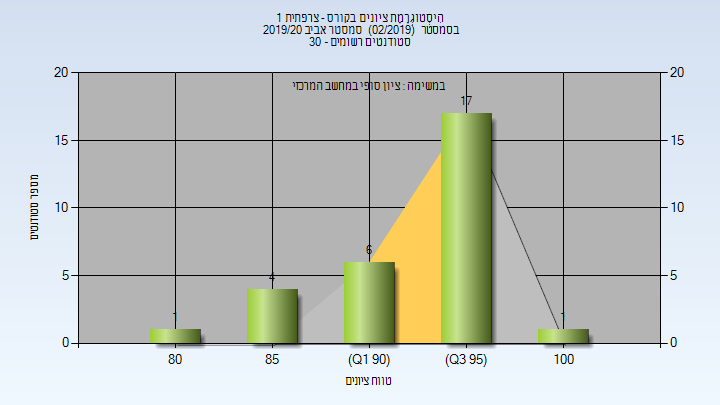 היסטוגרמת ציונים בקורס - צרפתית 1
בסמסטר (02/2019) סמסטר אביב 2019/20
סטודנטים רשומים - 30
במשימה : ציון סופי במחשב המרכזי
20
15
10
5
0
20
15
10
5
0
מספר סטודנטים
1
4
6
17
1
80
85
(Q1 90)
(Q3 95)
100
טווח ציונים